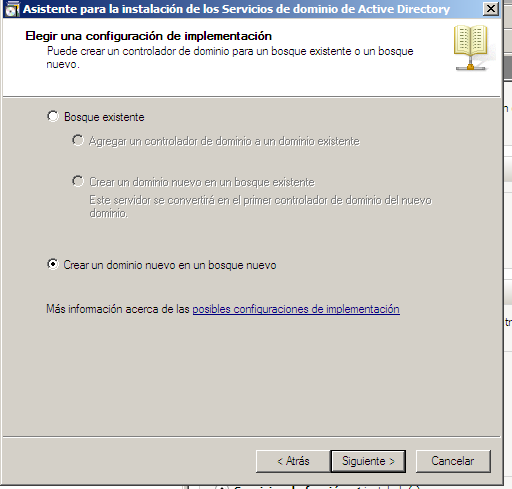 Asistente para la instalación de los Servicios de dominio de Active Directory
Elegir una configuración de implementación
Puede crear un controlador de dominio para un bosque existente o un bosque
nuevo.
Bosque existente
Agregar un controlador de dominio a un dominio existente
Crear un dominio nuevo en un bosque existente
Este servidor se convertirá en el primer controlador de dominio del nuevo
dominio.
Crear un dominio nuevo en un bosque nuevo
Más información acerca de las posibles configuraciones de implementación
< Atrás
Siguiente >
Cancelar